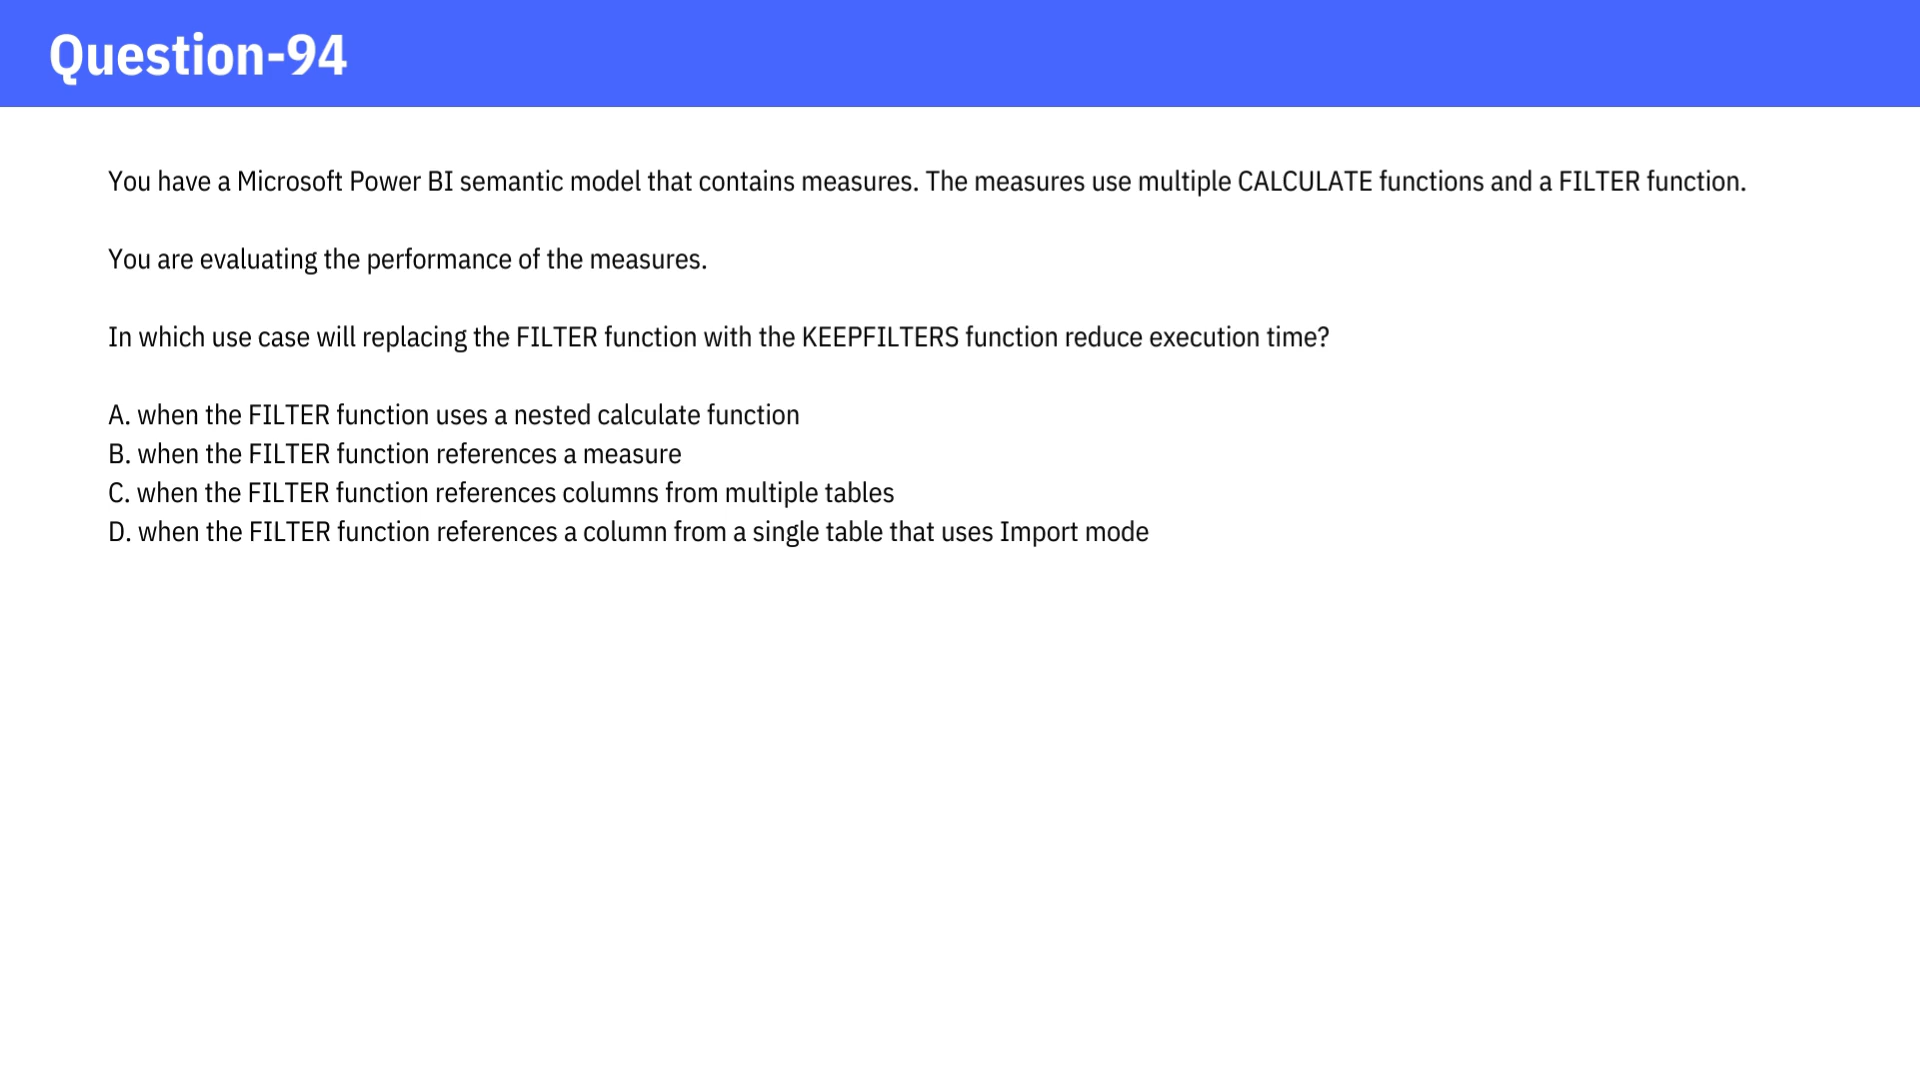 Question-94
You have a Microsoft Power BI semantic model that contains measures. The measures use multiple CALCULATE functions and a FILTER function.
You are evaluating the performance of the measures.
In which use case will replacing the FILTER function with the KEEPFILTERS function reduce execution time?
A. when the FILTER function uses a nested calculate function
B. when the FILTER function references a measure
C. when the FILTER function references columns from multiple tables
D. when the FILTER function references a column from a single table that uses Import mode